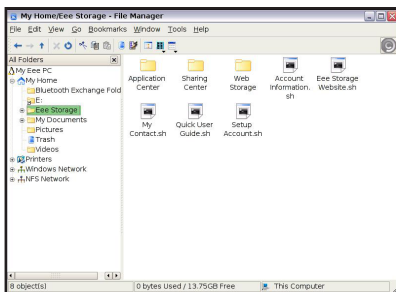 My Home/Eee Storage - File Manager
File Edit View Go Bookmarks Window Tools Help
All Folders
My Eee PC
My Home
Bluetooth Exchange Fold
E:
Eee Storage
My Documents
Pictures
Trash
Videos
Printers
Windows Network
NFS Network
Application Center
Sharing Center
Web Storage
Account Information.sh
Eee Storage Website.sh
My Contact.sh
Quick User Guide.sh
Setup Account.sh
8 object(s)
0 bytes Used / 13.75GB Free
This Computer